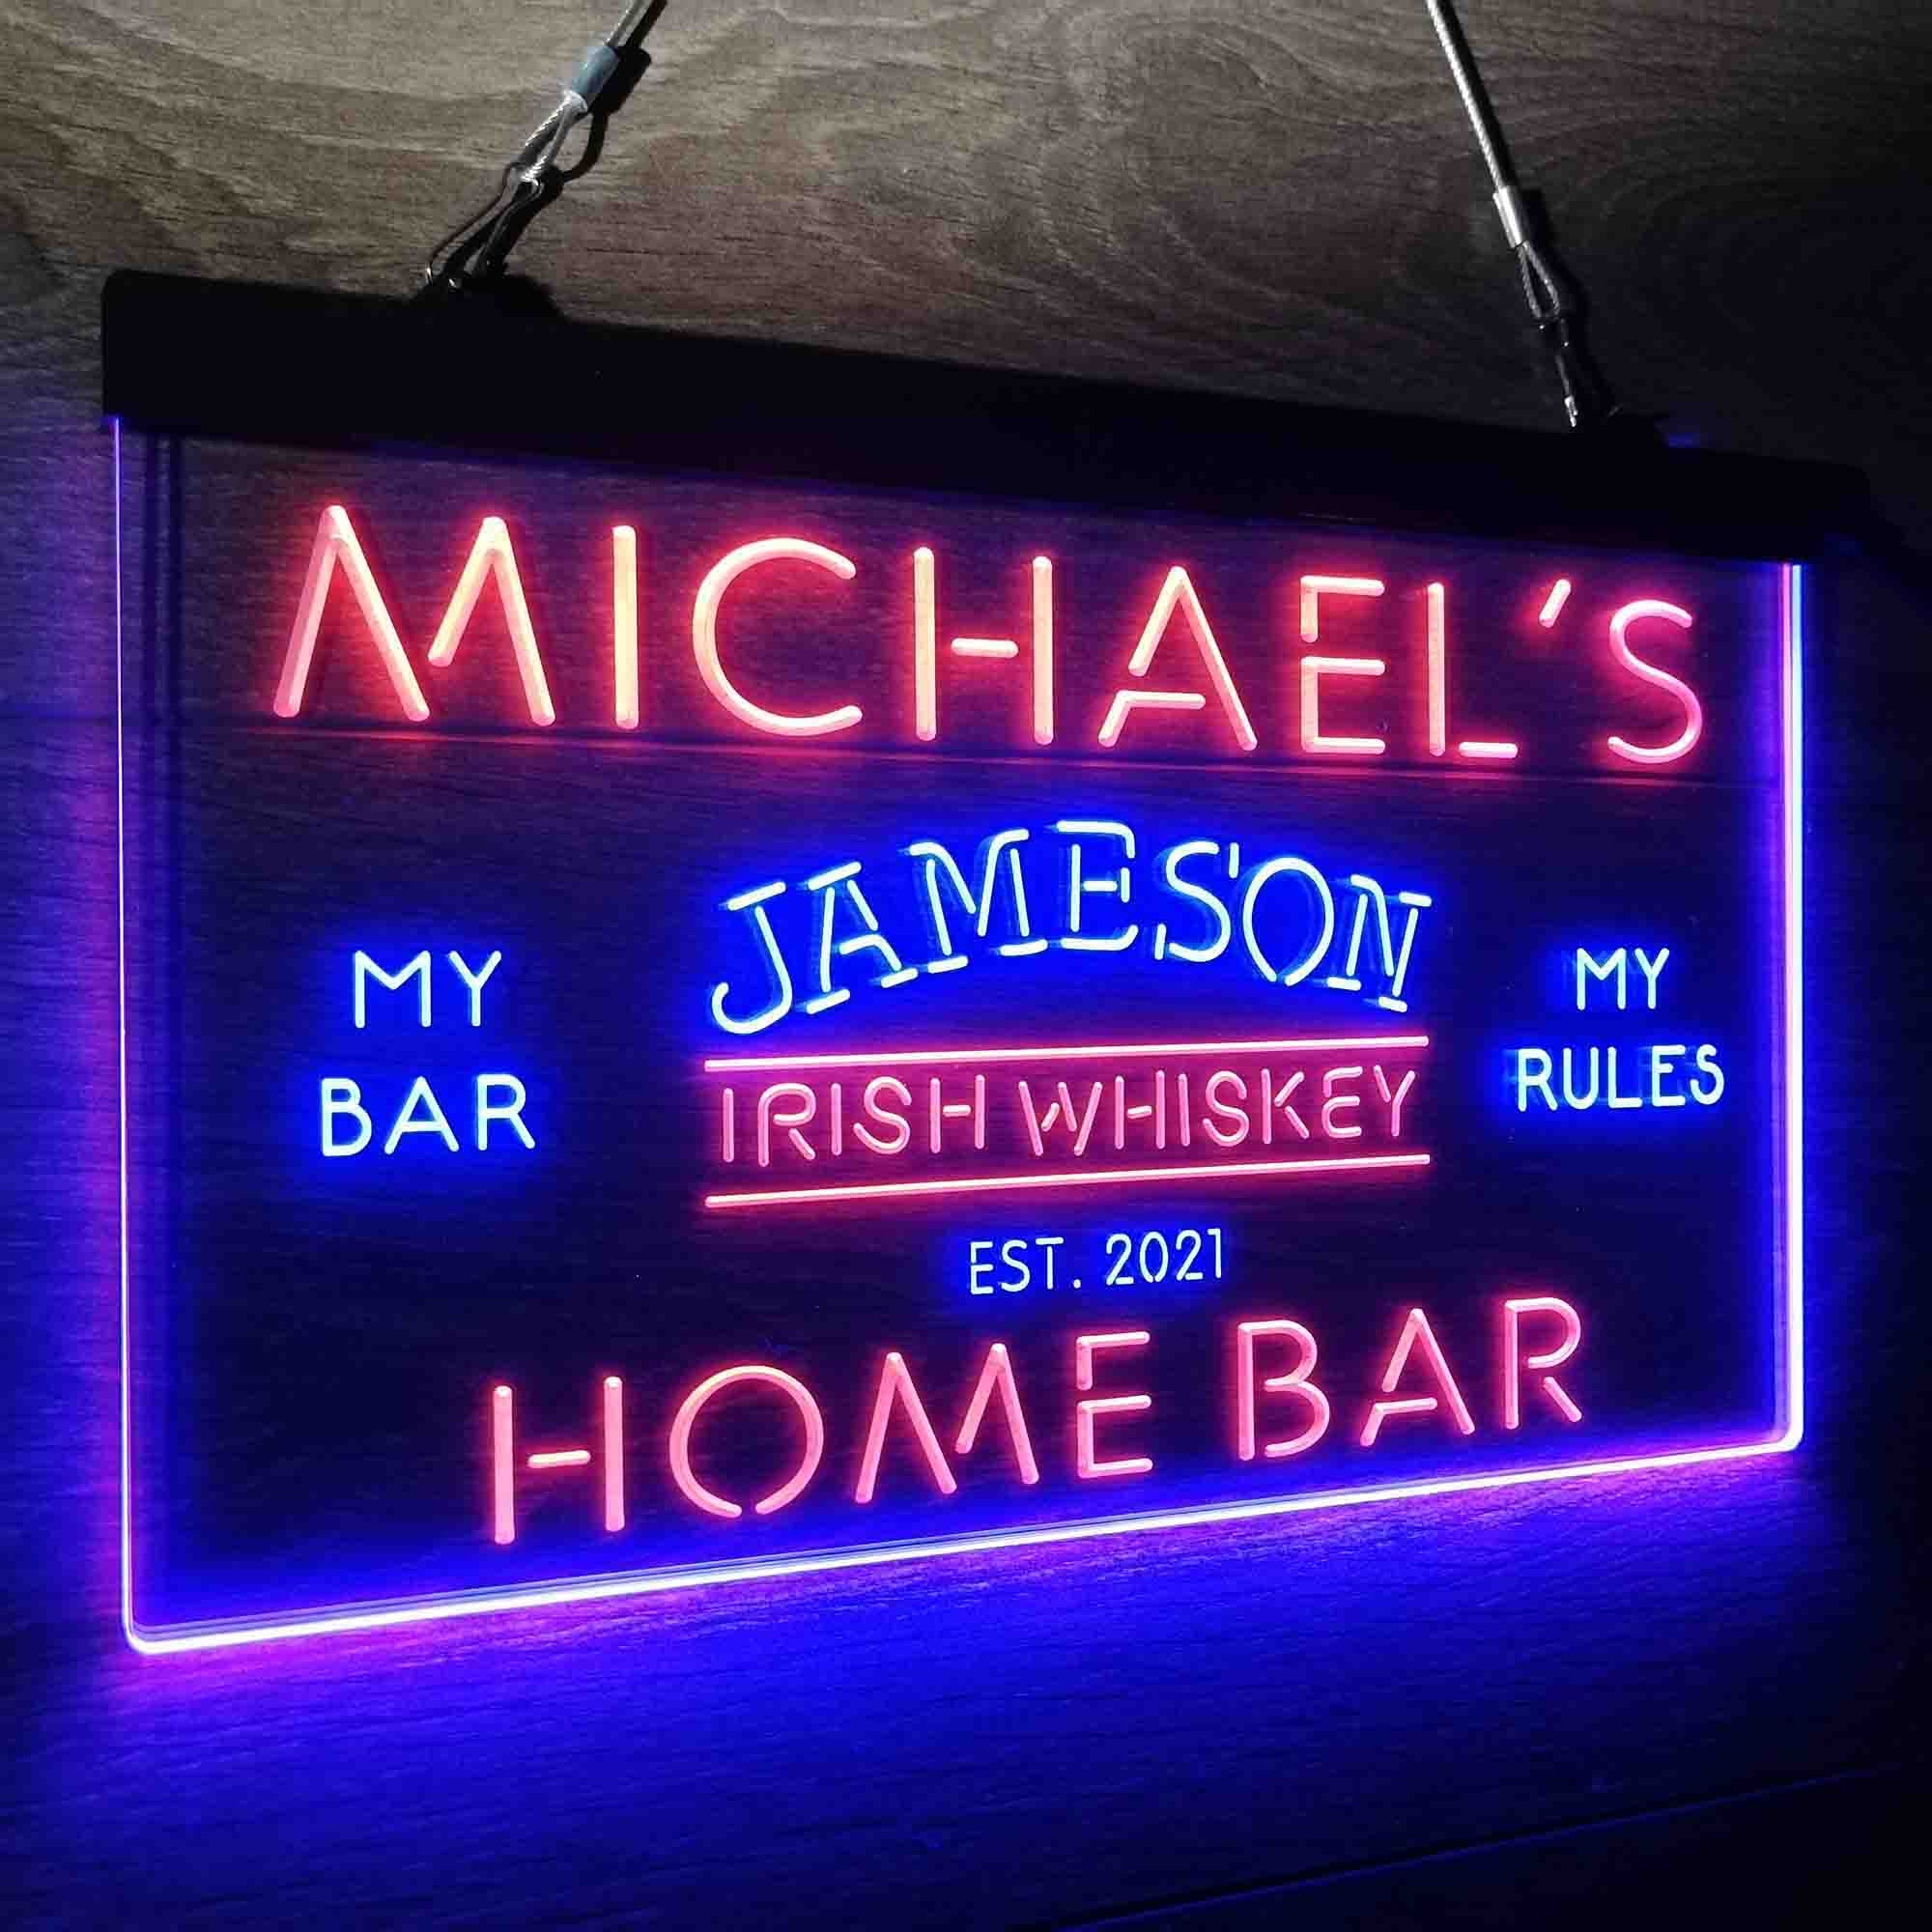 MICHAEL'S
JAMESON
MY
BAR
IRISH WHISKEY
MY
RULES
EST. 2021
HOME BAR